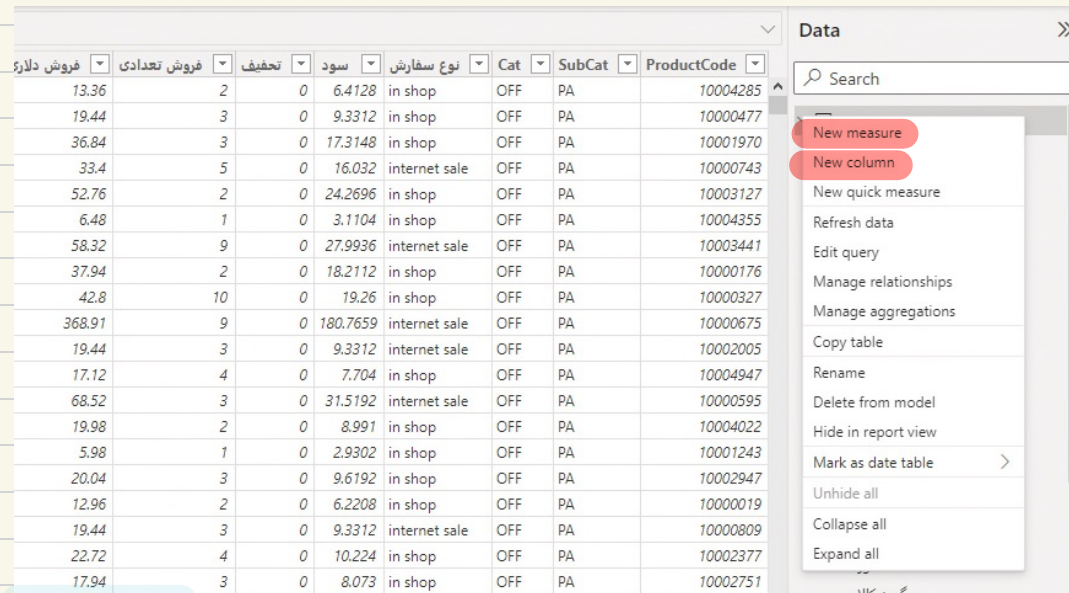 Data
فروش دلاری فروش تعدادی تخفیف سود نوع سفارش Cat SubCat ProductCode
Search
13.36 2 0 6.4128 in shop OFF PA 10004285
19.44 3 0 9.3312 in shop OFF PA 10000477
36.84 3 0 17.3148 in shop OFF PA 10001970
33.4 5 0 16.032 internet sale OFF PA 10000743
52.76 2 0 24.2696 in shop OFF PA 10003127
6.48 1 0 3.1104 in shop OFF PA 10004355
58.32 9 0 27.9936 internet sale OFF PA 10003441
37.94 2 0 18.2112 in shop OFF PA 10000176
42.8 10 0 19.26 in shop OFF PA 10000327
368.91 9 0 180.7659 internet sale OFF PA 10000675
19.44 3 0 9.3312 internet sale OFF PA 10002005
17.12 4 0 7.704 in shop OFF PA 10004947
68.52 3 0 31.5192 internet sale OFF PA 10000595
19.98 2 0 8.991 in shop OFF PA 10004022
5.98 1 0 2.9302 in shop OFF PA 10001243
20.04 3 0 9.6192 in shop OFF PA 10002947
12.96 2 0 6.2208 in shop OFF PA 10000019
19.44 3 0 9.3312 internet sale OFF PA 10000809
22.72 4 0 10.224 in shop OFF PA 10002377
17.94 3 0 8.073 in shop OFF PA 10002751
New measure
New column
New quick measure
Refresh data
Edit query
Manage relationships
Manage aggregations
Copy table
Rename
Delete from model
Hide in report view
Mark as date table
Unhide all
Collapse all
Expand all